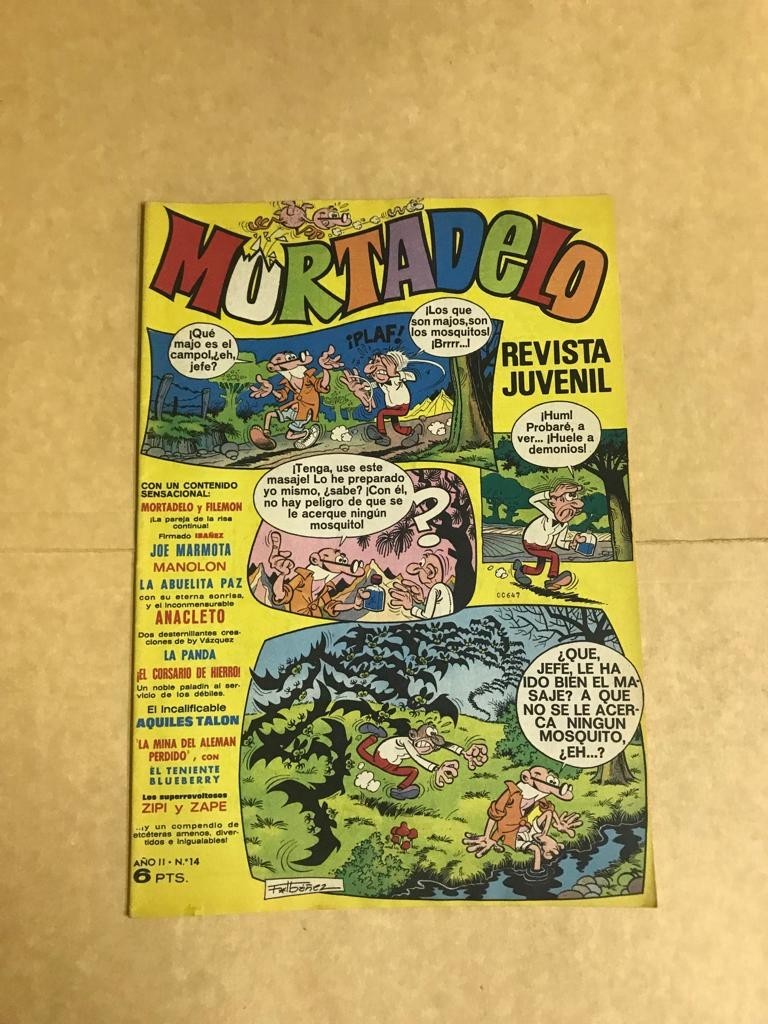 MORTADELO
REVISTA
JUVENIL
¡Qué
majo es el
campo!,¿eh,
jefe?
¡PLAF!
¡Los que
son majos,son
los mosquitos!
¡Brrr...!
¡Hum!
Probaré, a
ver... ¡Huele a
demonios!
¡Tenga, use este
masaje! Lo he preparado
yo mismo, ¿sabe? ¡Con él,
no hay peligro de que se
le acerque ningún
mosquito!
?
00647
¿QUE,
JEFE, LE HA
IDO BIEN EL MA-
SAJE? A QUE
NO SE LE ACER-
CA NINGUN
MOSQUITO,
¿EH...?
CON UN CONTENIDO
SENSACIONAL:
MORTADELO y FILEMON
¡La pareja de la risa
continua!
Firmado IBAÑEZ
JOE MARMOTA
MANOLON
LA ABUELITA PAZ
con su eterna sonrisa,
y el inconmensurable
ANACLETO
Dos desternillantes crea-
ciones de by Vázquez
LA PANDA
¡EL CORSARIO DE HIERRO!
Un noble paladín al ser-
vicio de los débiles.
El incalificable
AQUILES TALON
'LA MINA DEL ALEMAN
PERDIDO', con
EL TENIENTE
BLUEBERRY
Los superrevoltosos
ZIPI y ZAPE
...¡y un compendio de
etcéteras amenos, diver-
tidos e inigualables!
AÑO II - N.º 14
6 PTS.
F. Ibáñez